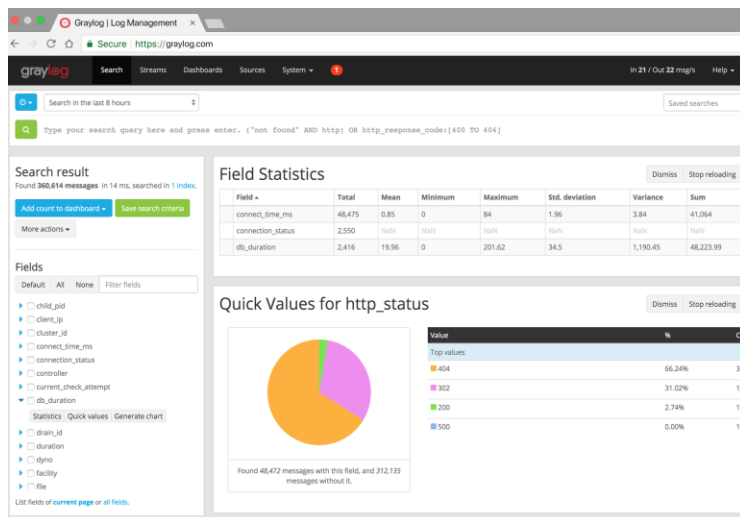 Graylog | Log Management ×
Secure https://graylog.com
graylog Search Streams Dashboards Sources System 1 In 21 / Out 22 msg/s Help
Search in the last 8 hours Saved searches
Type your search query here and press enter. ("not found" AND http) OR http_response_code:[400 TO 404]
Search result
Found 360,614 messages in 14 ms, searched in 1 index.
Add count to dashboard Save search criteria
More actions
Fields
Default All None Filter fields
child_pid
client_ip
cluster_id
connect_time_ms
connection_status
controller
current_check_attempt
db_duration
Statistics Quick values Generate chart
drain_id
duration
dyno
facility
file
List fields of current page or all fields.
Field Statistics Dismiss Stop reloading
Field Total Mean Minimum Maximum Std. deviation Variance Sum
connect_time_ms 48,475 0.85 0 84 1.96 3.84 41,064
connection_status 2,550 NaN NaN NaN NaN NaN NaN
db_duration 2,416 19.96 0 201.62 34.5 1,190.45 48,223.99
Quick Values for http_status Dismiss Stop reloading
Value % C
Top values
404 66.24% 3
302 31.02% 1
200 2.74% 1
500 0.00% 1
Found 48,472 messages with this field, and 312,135
messages without it.